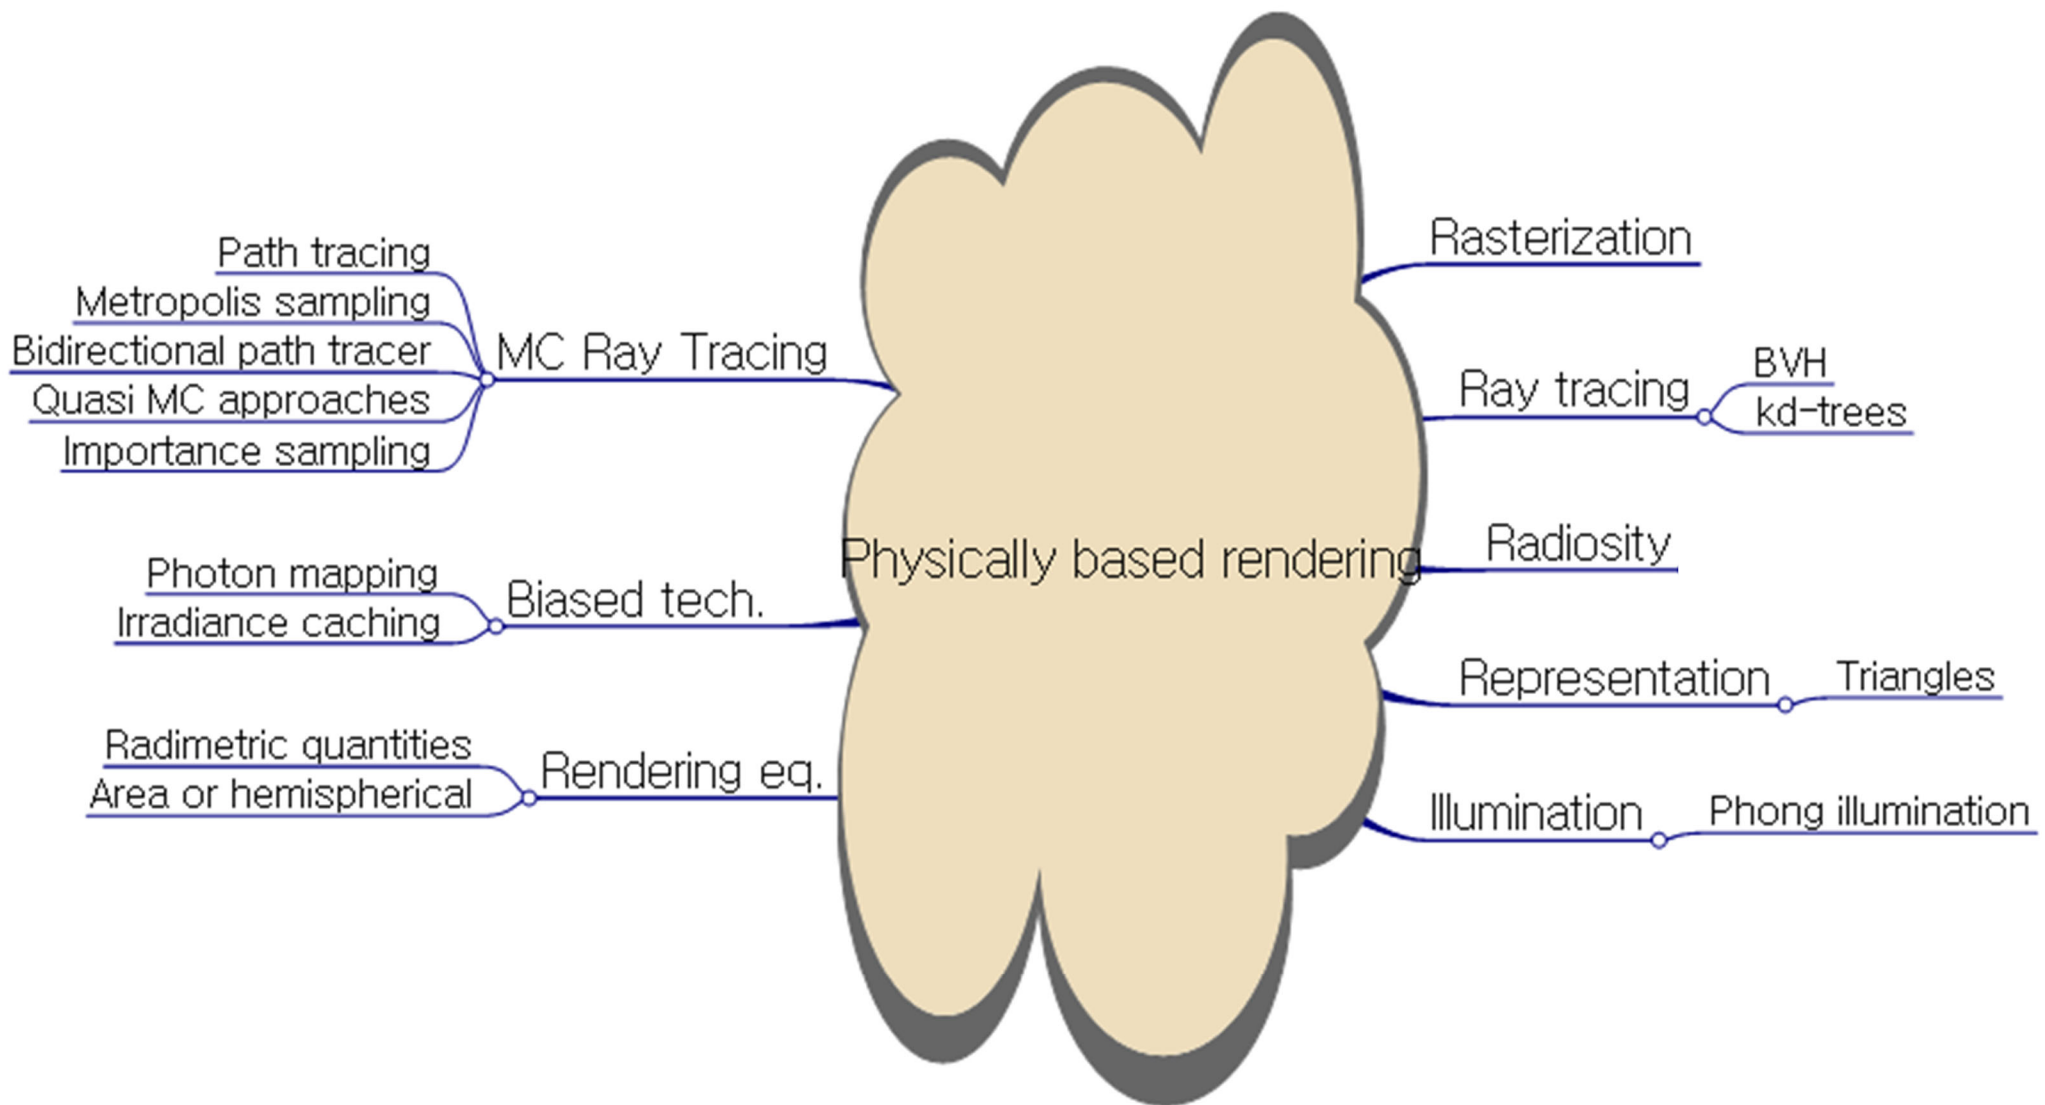 Physically based rendering
MC Ray Tracing
Path tracing
Metropolis sampling
Bidirectional path tracer
Quasi MC approaches
Importance sampling
Biased tech.
Photon mapping
Irradiance caching
Rendering eq.
Radimetric quantities
Area or hemispherical
Rasterization
Ray tracing
BVH
kd-trees
Radiosity
Representation
Triangles
Illumination
Phong illumination